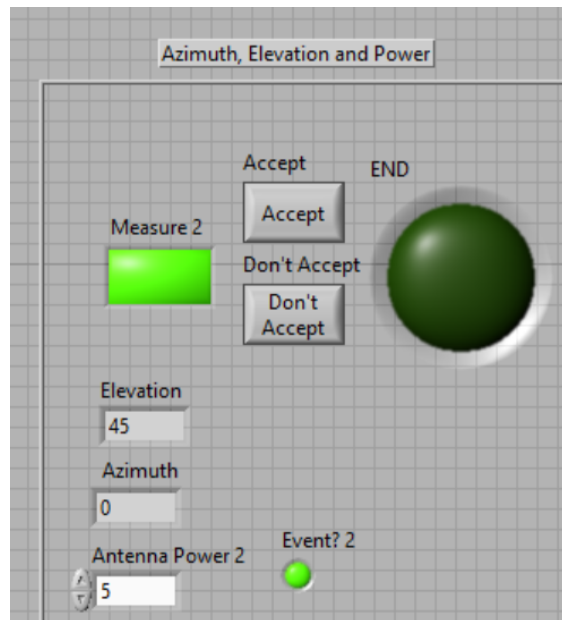 Azimuth, Elevation and Power
Accept
END
Accept
Measure 2
Don't Accept
Don't
Accept
Elevation
45
Azimuth
0
Event? 2
Antenna Power 2
5